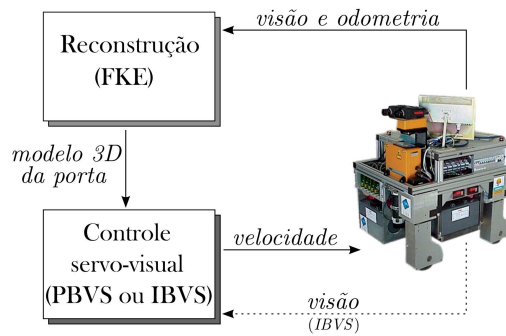 visão e odometria
Reconstrução
(FKE)
modelo 3D
da porta
Controle
servo-visual
(PBVS ou IBVS)
velocidade
visão
(IBVS)